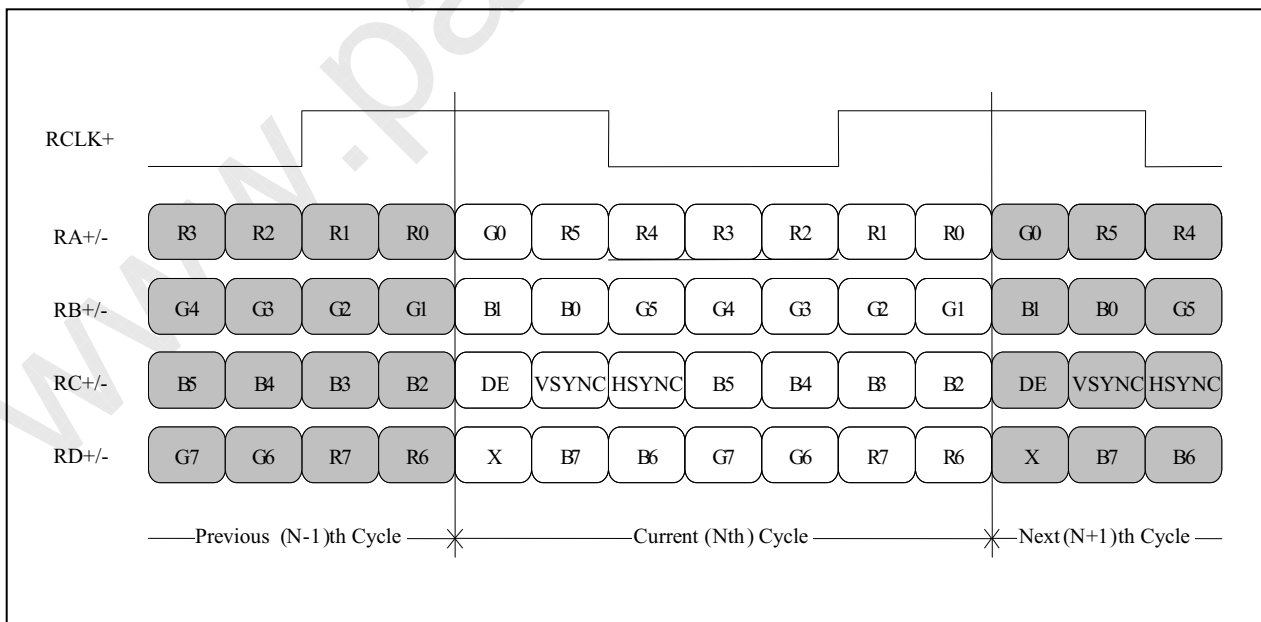 www.pa
RCLK+
RA+/- R3 R2 R1 R0 G0 R5 R4 R3 R2 R1 R0 G0 R5 R4
RB+/- G4 G3 G2 G1 B1 B0 G5 G4 G3 G2 G1 B1 B0 G5
RC+/- B5 B4 B3 B2 DE VSYNC HSYNC B5 B4 B3 B2 DE VSYNC HSYNC
RD+/- G7 G6 R7 R6 X B7 B6 G7 G6 R7 R6 X B7 B6
Previous (N-1)th Cycle Current (Nth) Cycle Next (N+1)th Cycle